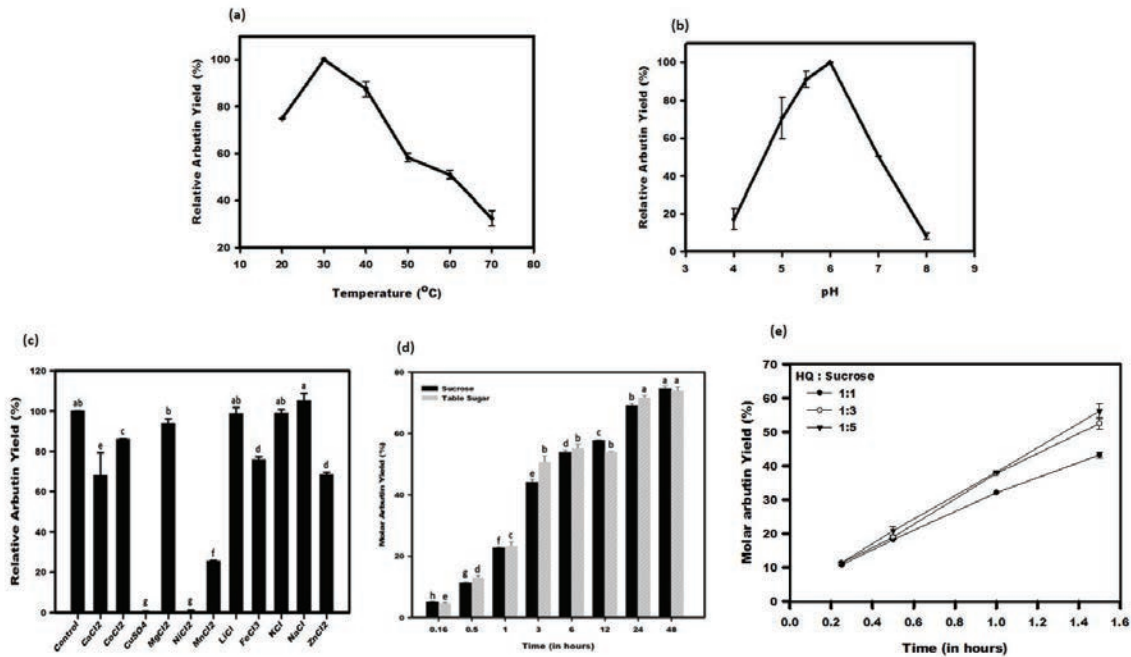 (a)
Relative Arbutin Yield (%)
100
80
60
40
20
10 20 30 40 50 60 70 80
Temperature (°C)
(b)
Relative Arbutin Yield (%)
100
80
60
40
20
0
3 4 5 6 7 8 9
pH
(c)
Relative Arbutin Yield (%)
120
100
80
60
40
20
0
ab e c g b g f ab d ab a d
Control CaCl2 CoCl2 CuSO4 MgCl2 NiCl2 MnCl2 LiCl FeCl3 KCl NaCl ZnCl2
(d)
Molar Arbutin Yield (%)
80
60
40
20
0
Sucrose
Table Sugar
h e g d f c e b d b c b b a a a
0.16 0.5 1 3 6 12 24 48
Time (in hours)
(e)
Molar arbutin Yield (%)
70
60
50
40
30
20
10
0
HQ : Sucrose
1:1
1:3
1:5
0.0 0.2 0.4 0.6 0.8 1.0 1.2 1.4 1.6
Time (in hours)